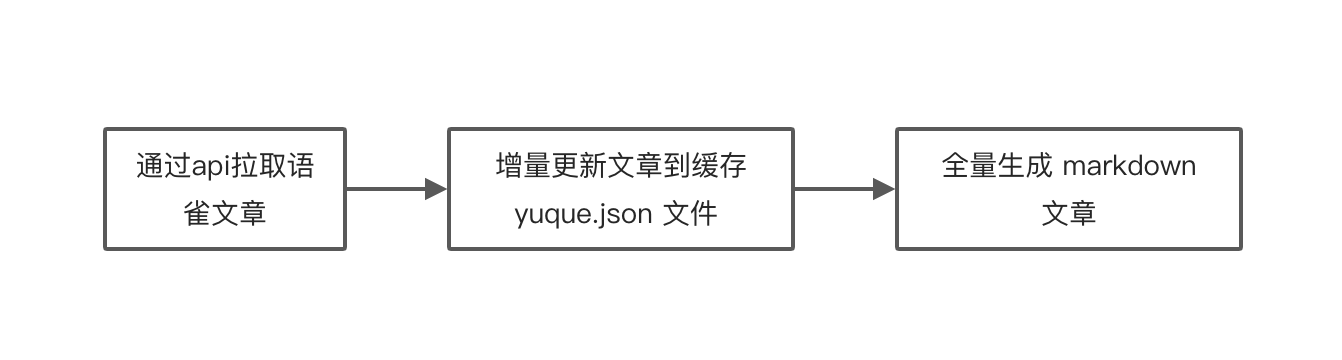 通过api拉取语
雀文章
增量更新文章到缓存
yuque.json 文件
全量生成 markdown
文章